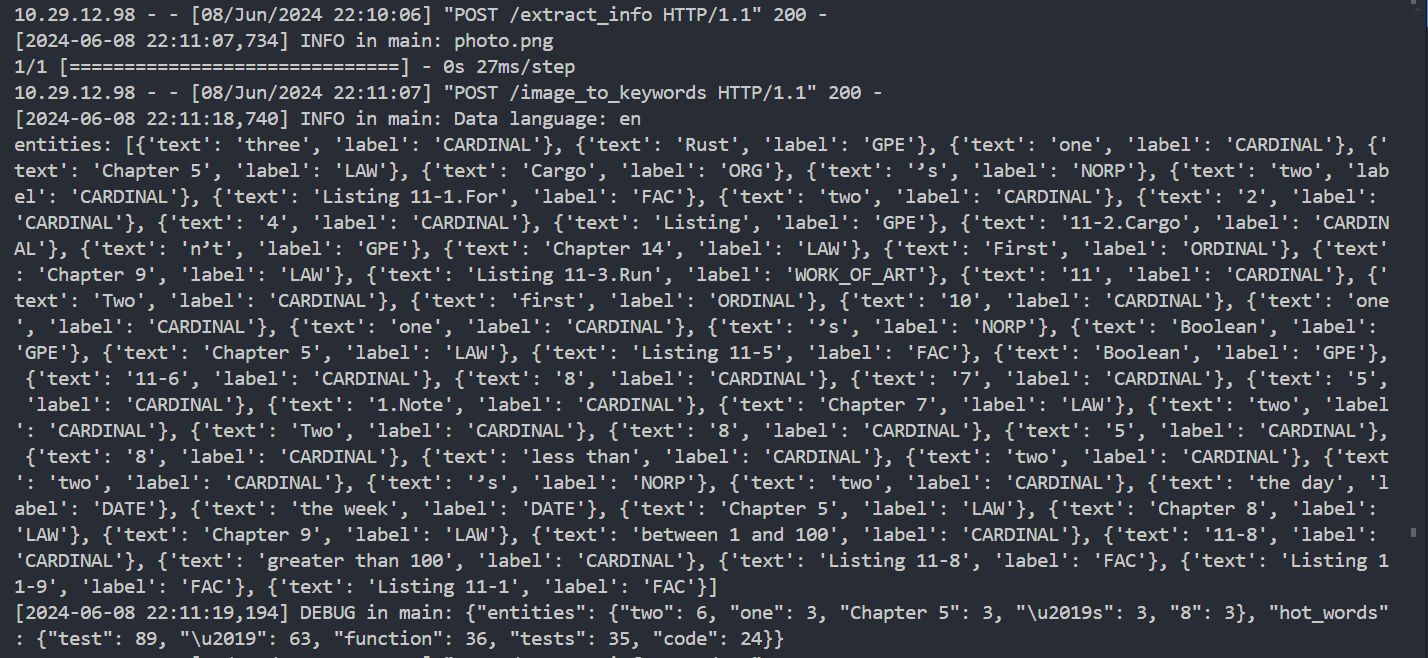 10.29.12.98 - - [08/Jun/2024 22:10:06] "POST /extract_info HTTP/1.1" 200 -
[2024-06-08 22:11:07,734] INFO in main: photo.png
1/1 [==============================] - 0s 27ms/step
10.29.12.98 - - [08/Jun/2024 22:11:07] "POST /image_to_keywords HTTP/1.1" 200 -
[2024-06-08 22:11:18,740] INFO in main: Data language: en
entities: [{'text': 'three', 'label': 'CARDINAL'}, {'text': 'Rust', 'label': 'GPE'}, {'text': 'one', 'label': 'CARDINAL'}, {'
text': 'Chapter 5', 'label': 'LAW'}, {'text': 'Cargo', 'label': 'ORG'}, {'text': '’s', 'label': 'NORP'}, {'text': 'two', 'lab
el': 'CARDINAL'}, {'text': 'Listing 11-1.For', 'label': 'FAC'}, {'text': 'two', 'label': 'CARDINAL'}, {'text': '2', 'label':
'CARDINAL'}, {'text': '4', 'label': 'CARDINAL'}, {'text': 'Listing', 'label': 'GPE'}, {'text': '11-2.Cargo', 'label': 'CARDIN
AL'}, {'text': 'n’t', 'label': 'GPE'}, {'text': 'Chapter 14', 'label': 'LAW'}, {'text': 'First', 'label': 'ORDINAL'}, {'text'
: 'Chapter 9', 'label': 'LAW'}, {'text': 'Listing 11-3.Run', 'label': 'WORK_OF_ART'}, {'text': '11', 'label': 'CARDINAL'}, {'
text': 'Two', 'label': 'CARDINAL'}, {'text': 'first', 'label': 'ORDINAL'}, {'text': '10', 'label': 'CARDINAL'}, {'text': 'one
', 'label': 'CARDINAL'}, {'text': 'one', 'label': 'CARDINAL'}, {'text': '’s', 'label': 'NORP'}, {'text': 'Boolean', 'label':
'GPE'}, {'text': 'Chapter 5', 'label': 'LAW'}, {'text': 'Listing 11-5', 'label': 'FAC'}, {'text': 'Boolean', 'label': 'GPE'},
{'text': '11-6', 'label': 'CARDINAL'}, {'text': '8', 'label': 'CARDINAL'}, {'text': '7', 'label': 'CARDINAL'}, {'text': '5',
'label': 'CARDINAL'}, {'text': '1.Note', 'label': 'CARDINAL'}, {'text': 'Chapter 7', 'label': 'LAW'}, {'text': 'two', 'label
': 'CARDINAL'}, {'text': 'Two', 'label': 'CARDINAL'}, {'text': '8', 'label': 'CARDINAL'}, {'text': '5', 'label': 'CARDINAL'},
{'text': '8', 'label': 'CARDINAL'}, {'text': 'less than', 'label': 'CARDINAL'}, {'text': 'two', 'label': 'CARDINAL'}, {'text
': 'two', 'label': 'CARDINAL'}, {'text': '’s', 'label': 'NORP'}, {'text': 'two', 'label': 'CARDINAL'}, {'text': 'the day', 'l
abel': 'DATE'}, {'text': 'the week', 'label': 'DATE'}, {'text': 'Chapter 5', 'label': 'LAW'}, {'text': 'Chapter 8', 'label':
'LAW'}, {'text': 'Chapter 9', 'label': 'LAW'}, {'text': 'between 1 and 100', 'label': 'CARDINAL'}, {'text': '11-8', 'label':
'CARDINAL'}, {'text': 'greater than 100', 'label': 'CARDINAL'}, {'text': 'Listing 11-8', 'label': 'FAC'}, {'text': 'Listing 1
1-9', 'label': 'FAC'}, {'text': 'Listing 11-1', 'label': 'FAC'}]
[2024-06-08 22:11:19,194] DEBUG in main: {"entities": {"two": 6, "one": 3, "Chapter 5": 3, "\u2019s": 3, "8": 3}, "hot_words"
: {"test": 89, "\u2019": 63, "function": 36, "tests": 35, "code": 24}}